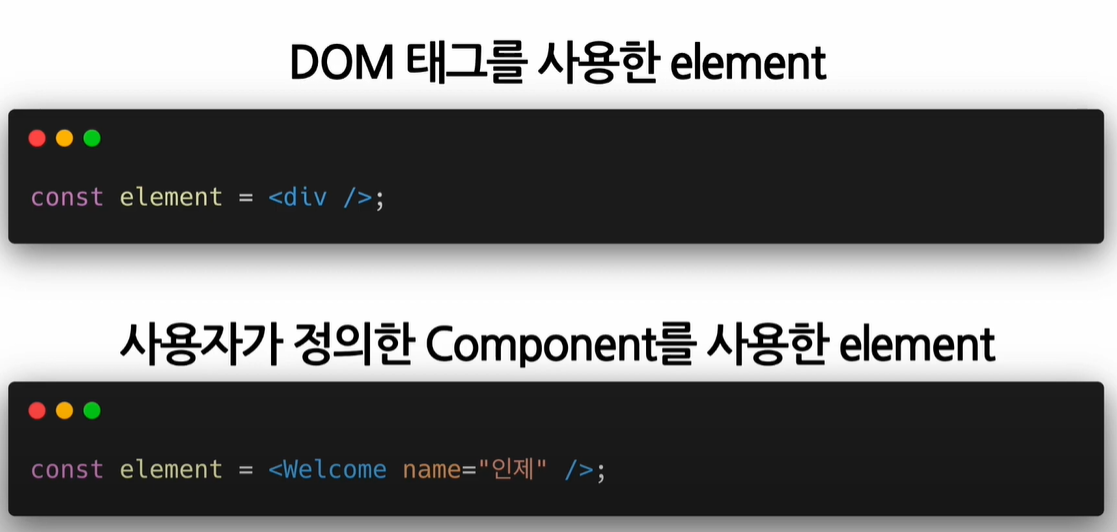 DOM 태그를 사용한 element
const element = <div />;
사용자가 정의한 Component를 사용한 element
const element = <Welcome name="인제" />;